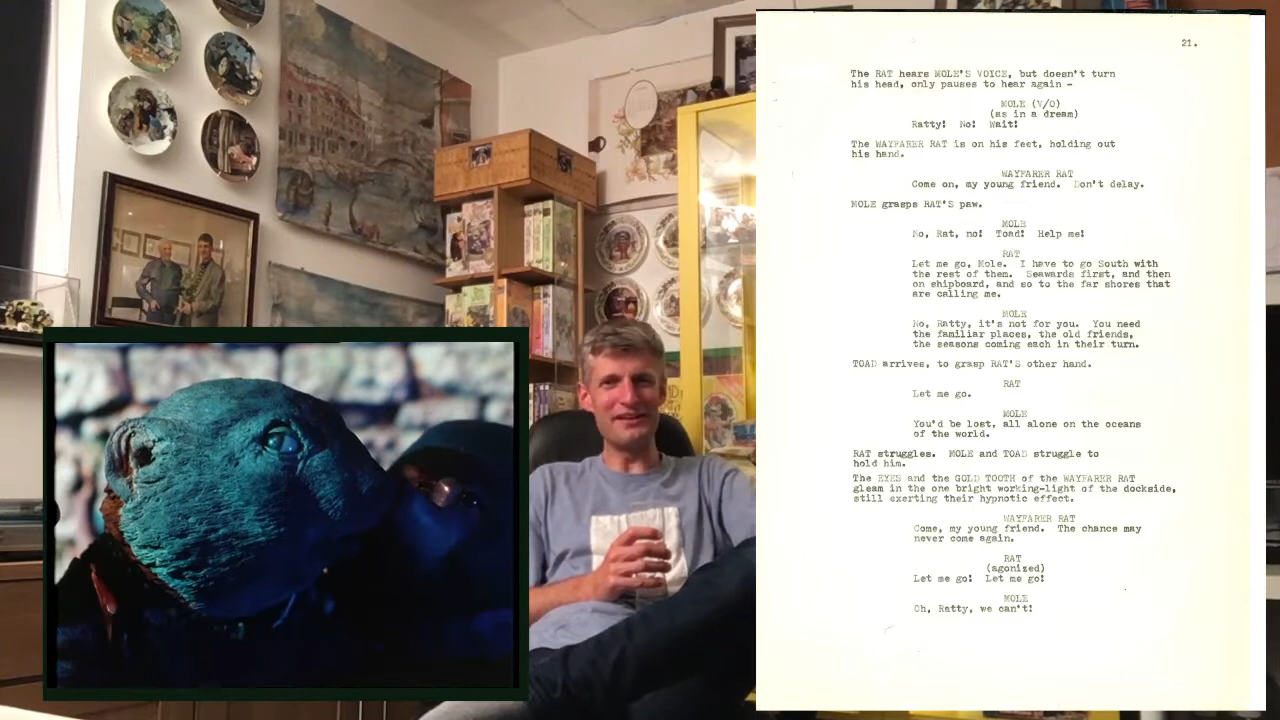 21.
The RAT hears MOLE'S VOICE, but doesn't turn
his head, only pauses to hear again -
MOLE (V/O)
(as in a dream)
Ratty! No! Wait!
The WAYFARER RAT is on his feet, holding out
his hand.
WAYFARER RAT
Come on, my young friend. Don't delay.
MOLE grasps RAT'S paw.
MOLE
No, Rat, no! Toad! Help me!
RAT
Let me go, Mole. I have to go South with
the rest of them. Seawards first, and then
on shipboard, and so to the far shores that
are calling me.
MOLE
No, Ratty, it's not for you. You need
the familiar places, the old friends,
the seasons coming each in their turn.
TOAD arrives, to grasp RAT'S other hand.
RAT
Let me go.
MOLE
You'd be lost, all alone on the oceans
of the world.
RAT struggles. MOLE and TOAD struggle to
hold him.
The EYES and the GOLD TOOTH of the WAYFARER RAT
gleam in the one bright working-light of the dockside,
still exerting their hypnotic effect.
WAYFARER RAT
Come, my young friend. The chance may
never come again.
RAT
(agonized)
Let me go! Let me go!
MOLE
Oh, Ratty, we can't!